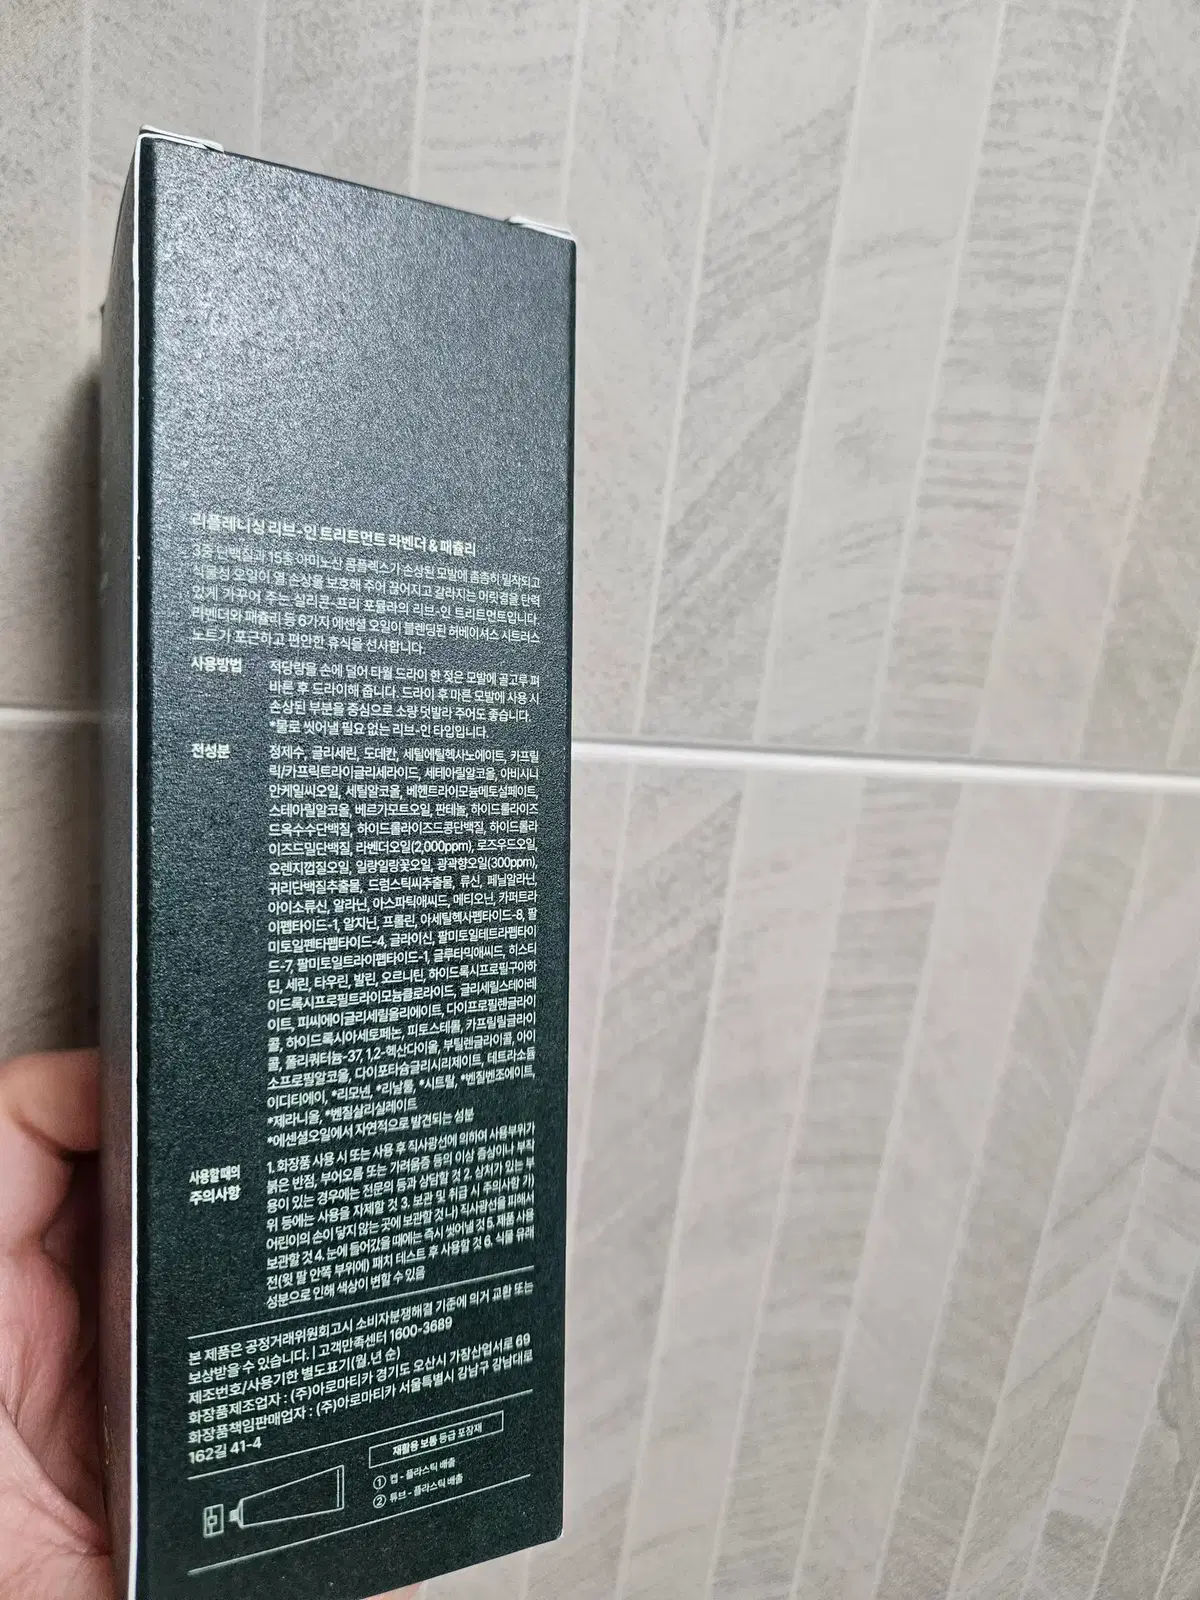 리플레니싱 리브-인 트리트먼트 라벤더 & 패츌리
3중 단백질과 15종 아미노산 콤플렉스가 손상된 모발에 촘촘히 밀착되고
식물성 오일이 열 손상을 보호해 주어 끊어지고 갈라지는 머릿결을 탄력
있게 가꾸어 주는 실리콘-프리 포뮬라의 리브-인 트리트먼트입니다.
라벤더와 패츌리 등 6가지 에센셜 오일이 블렌딩된 허베이셔스 시트러스
노트가 포근하고 편안한 휴식을 선사합니다.
사용방법 적당량을 손에 덜어 타월 드라이 한 젖은 모발에 골고루 펴
바른 후 드라이해 줍니다. 드라이 후 마른 모발에 사용 시
손상된 부분을 중심으로 소량 덧발라 주어도 좋습니다.
*물로 씻어낼 필요 없는 리브-인 타입입니다.
전성분 정제수, 글리세린, 도데칸, 세틸에틸헥사노에이트, 카프릴
릭/카프릭트라이글리세라이드, 세테아릴알코올, 아비시니
안케일씨오일, 세틸알코올, 베헨트라이모늄메토설페이트,
스테아릴알코올, 베르가모트오일, 판테놀, 하이드롤라이즈
드옥수수단백질, 하이드롤라이즈드콩단백질, 하이드롤라
이즈드밀단백질, 라벤더오일(2,000ppm), 로즈우드오일,
오렌지껍질오일, 일랑일랑꽃오일, 광곽향오일(300ppm),
귀리단백질추출물, 드럼스틱씨추출물, 류신, 페닐알라닌,
아이소류신, 알라닌, 아스파틱애씨드, 메티오닌, 카퍼트라
이펩타이드-1, 알지닌, 프롤린, 아세틸헥사펩타이드-8, 팔
미토일펜타펩타이드-4, 글라이신, 팔미토일테트라펩타이
드-7, 팔미토일트라이펩타이드-1, 글루타믹애씨드, 히스티
딘, 세린, 타우린, 발린, 오르니틴, 하이드록시프로필구아하
이드록시프로필트라이모늄클로라이드, 글리세릴스테아레
이트, 피씨에이글리세릴올리에이트, 다이프로필렌글라이
콜, 하이드록시아세토페논, 피토스테롤, 카프릴릴글라이
콜, 폴리쿼터늄-37, 1,2-헥산다이올, 부틸렌글라이콜, 아이
소프로필알코올, 다이포타슘글리시리제이트, 테트라소듐
이디티에이, *리모넨, *리날룰, *시트랄, *벤질벤조에이트,
*제라니올, *벤질살리실레이트
*에센셜오일에서 자연적으로 발견되는 성분
사용할 때의
주의사항
1. 화장품 사용 시 또는 사용 후 직사광선에 의하여 사용부위가
붉은 반점, 부어오름 또는 가려움증 등의 이상 증상이나 부작
용이 있는 경우에는 전문의 등과 상담할 것 2. 상처가 있는 부
위 등에는 사용을 자제할 것 3. 보관 및 취급 시 주의사항 가)
어린이의 손이 닿지 않는 곳에 보관할 것 나) 직사광선을 피해서
보관할 것 4. 눈에 들어갔을 때에는 즉시 씻어낼 것 5. 제품 사용
전(윗 팔 안쪽 부위에) 패치 테스트 후 사용할 것 6. 식물 유래
성분으로 인해 색상이 변할 수 있음
본 제품은 공정거래위원회고시 소비자분쟁해결 기준에 의거 교환 또는
보상받을 수 있습니다. | 고객만족센터 1600-3689
제조번호/사용기한 별도표기(월,년 순)
화장품제조업자 : (주)아로마티카 경기도 오산시 가장산업서로 69
화장품책임판매업자 : (주)아로마티카 서울특별시 강남구 강남대로
162길 41-4
재활용 보통 등급 포장재
① 캡 - 플라스틱 배출
② 튜브 - 플라스틱 배출